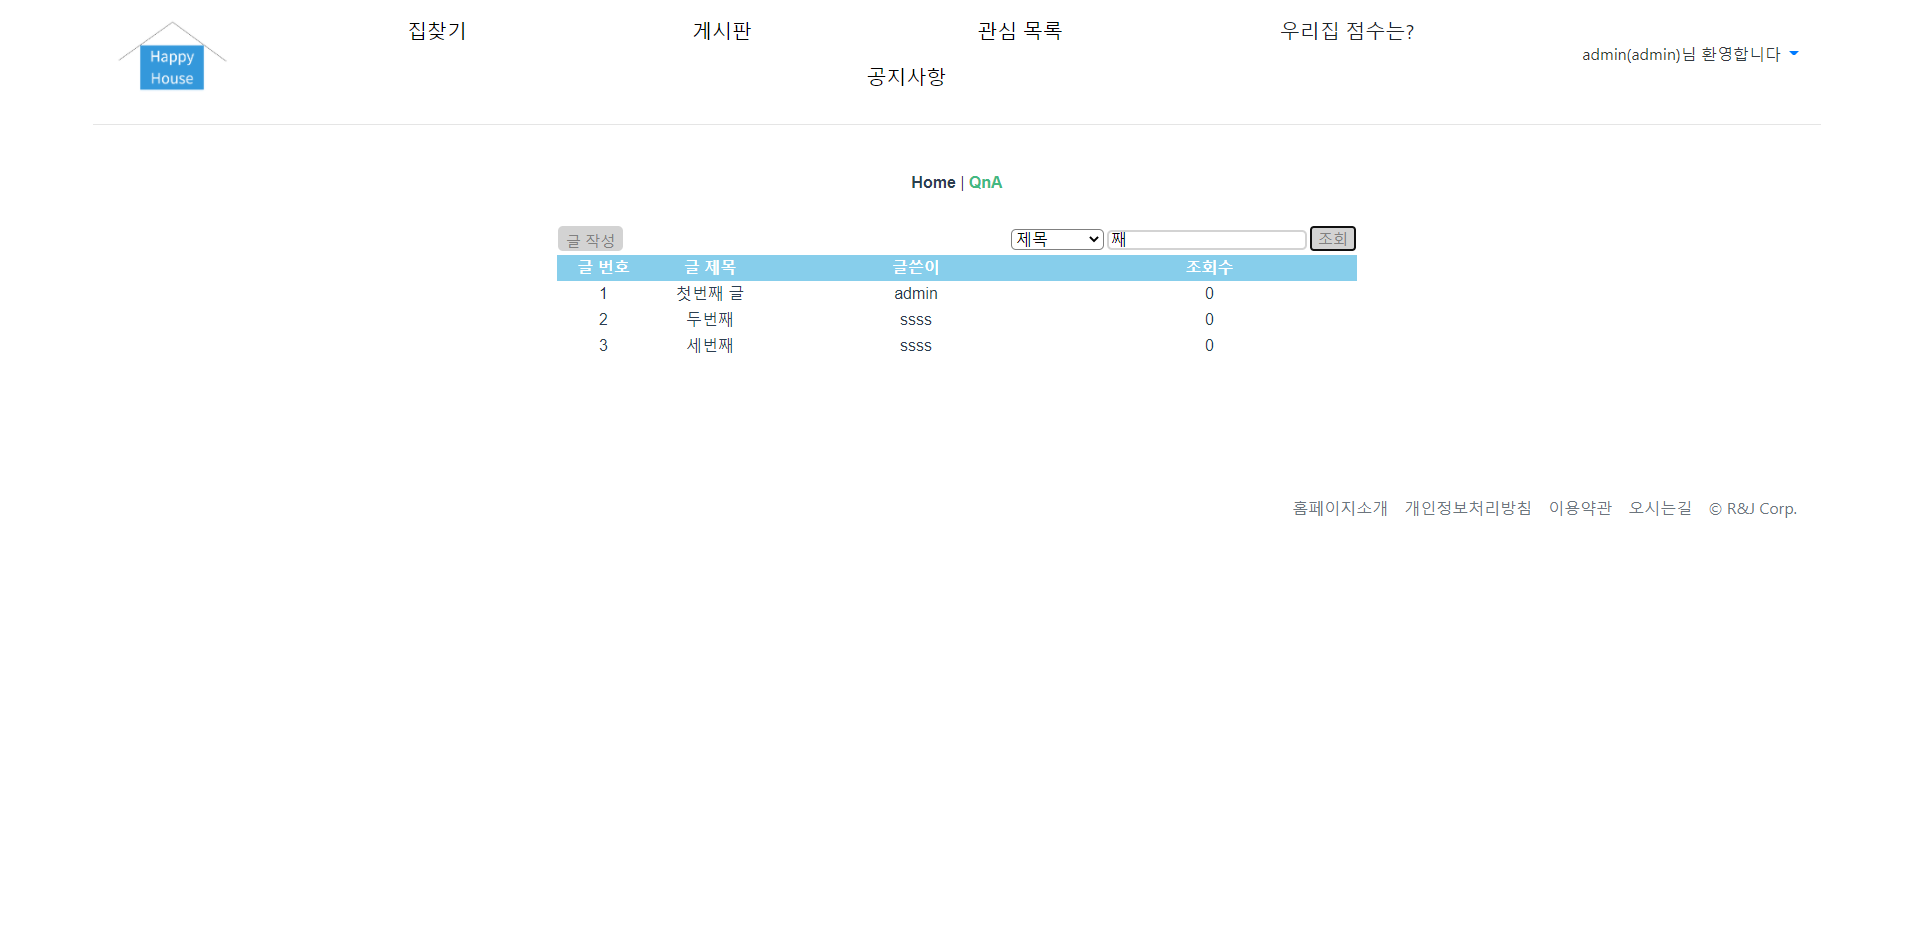 Happy
House
집찾기 게시판 관심 목록 우리집 점수는?
admin(admin)님 환영합니다
공지사항
Home | QnA
글 작성 제목 째 조회
글 번호 글 제목 글쓴이 조회수
1 첫번째 글 admin 0
2 두번째 ssss 0
3 세번째 ssss 0
홈페이지소개 개인정보처리방침 이용약관 오시는길 © R&J Corp.